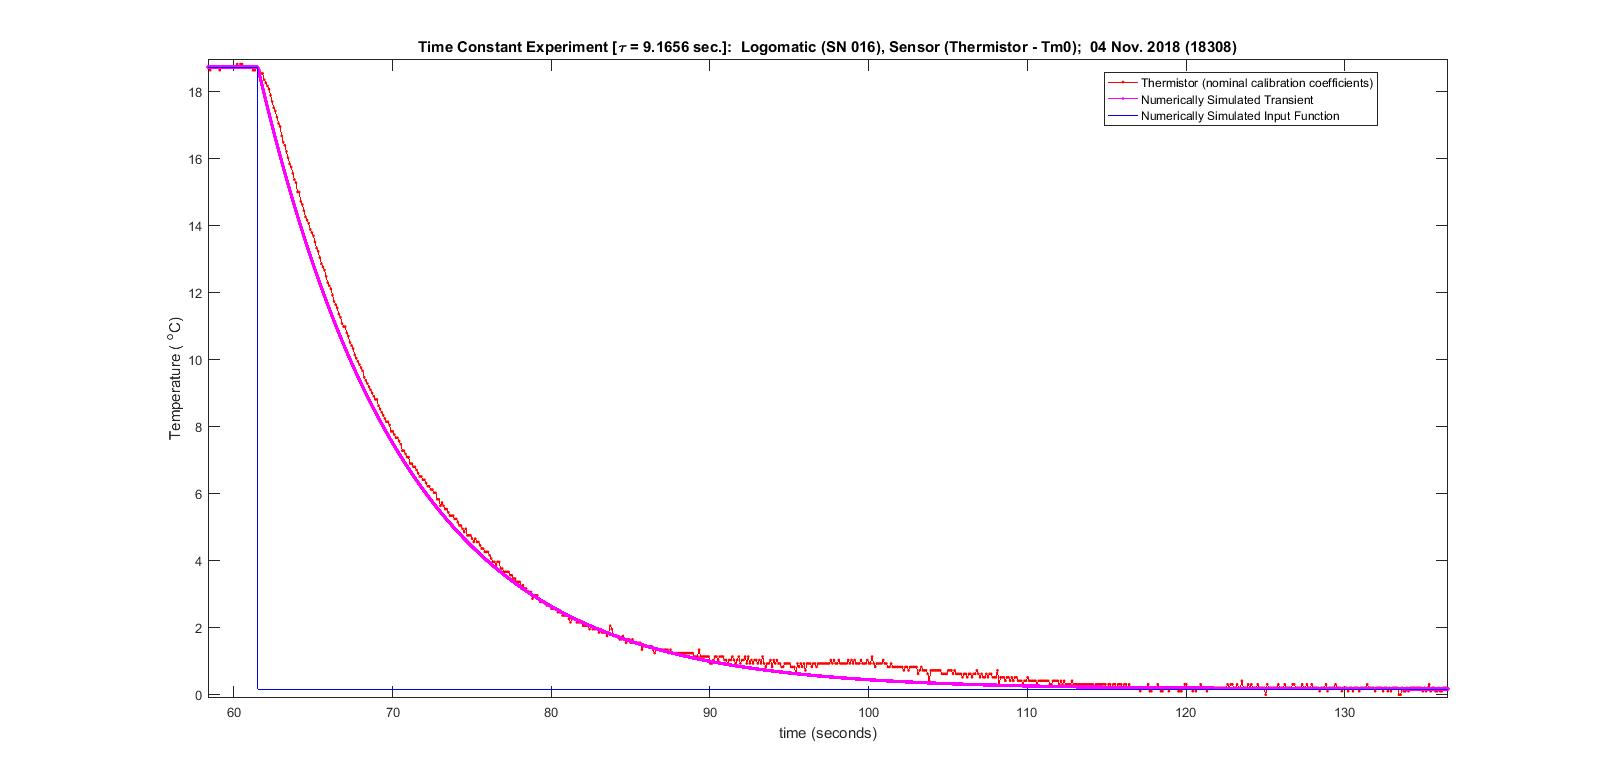 Time Constant Experiment [τ = 9.1656 sec.]:  Logomatic (SN 016), Sensor (Thermistor - Tm0);  04 Nov. 2018 (18308)
Thermistor (nominal calibration coefficients)
Numerically Simulated Transient
Numerically Simulated Input Function
18
16
14
12
10
8
6
4
2
0
Temperature ( °C)
60 70 80 90 100 110 120 130
time (seconds)